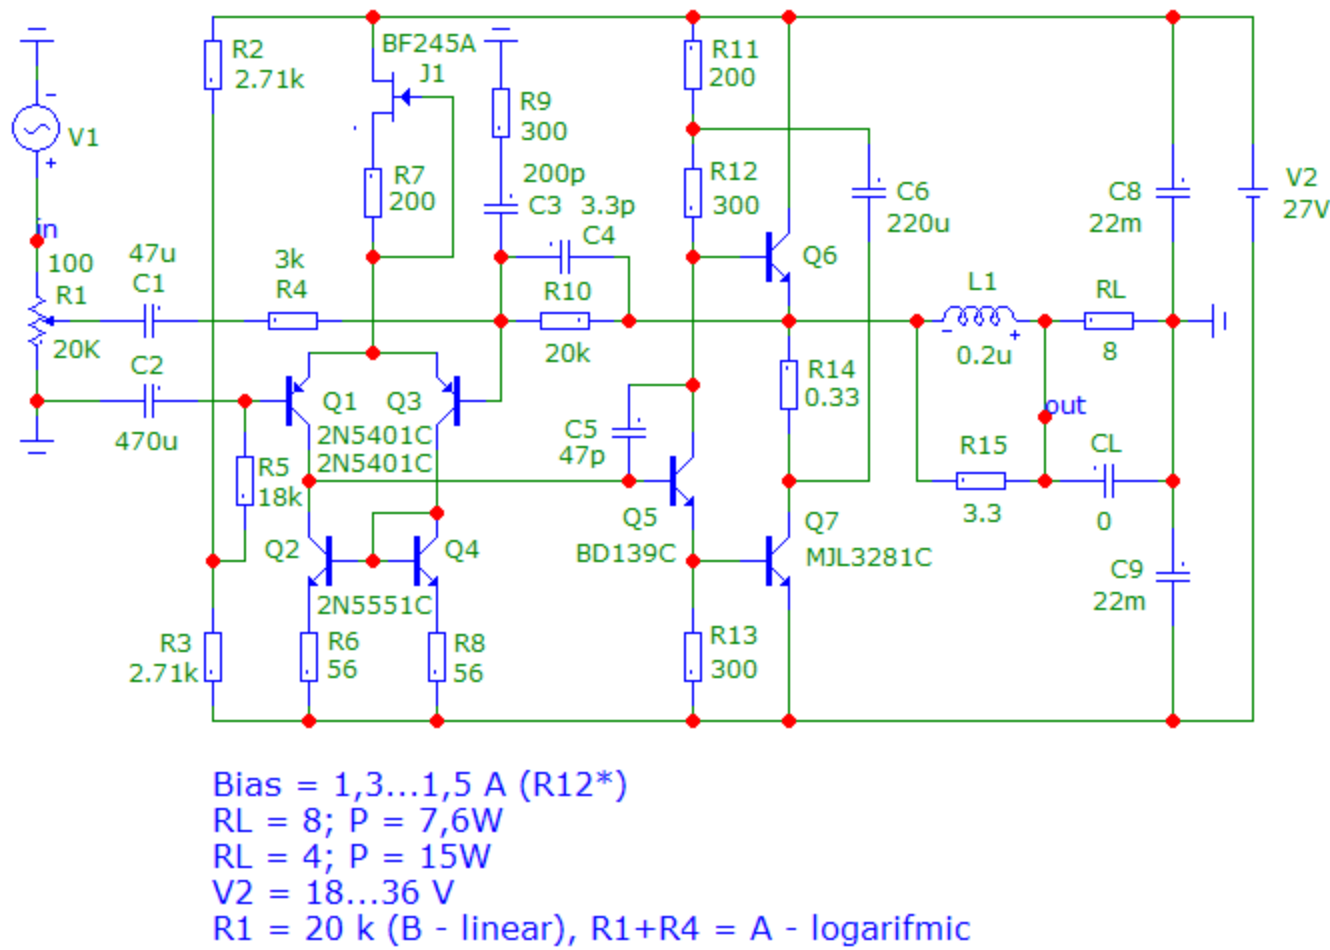 R2
2.71k
BF245A
J1
R11
200
R9
300
V1
R7
200
200p
C3
3.3p
C4
R12
300
C6
220u
C8
22m
V2
27V
in
100
R1
20K
47u
C1
3k
R4
R10
20k
Q6
L1
0.2u
RL
8
C2
470u
Q1
Q3
2N5401C
2N5401C
R14
0.33
out
C5
47p
R5
18k
R15
3.3
CL
0
Q2
Q4
2N5551C
Q5
BD139C
Q7
MJL3281C
C9
22m
R3
2.71k
R6
56
R8
56
R13
300
Bias = 1,3...1,5 A (R12*)
RL = 8; P = 7,6W
RL = 4; P = 15W
V2 = 18...36 V
R1 = 20 k (B - linear), R1+R4 = A - logarifmic